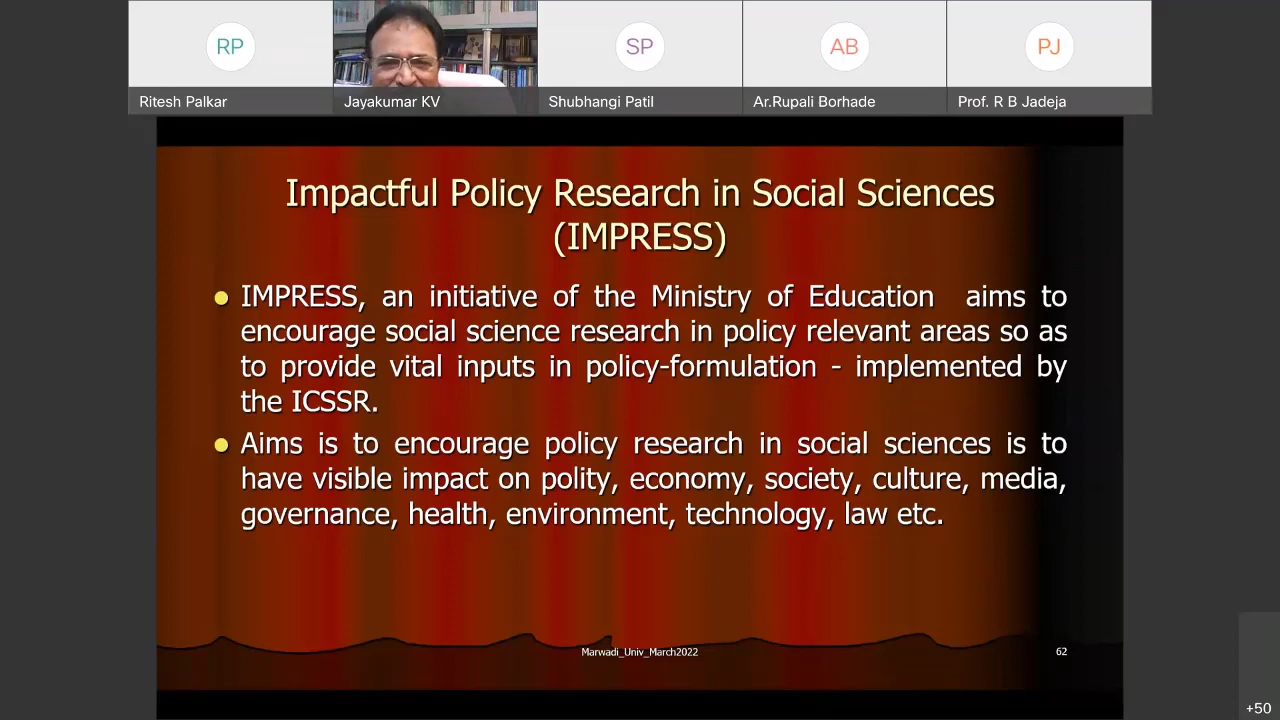 RP
SP
AB
PJ
Ritesh Palkar
Jayakumar KV
Shubhangi Patil
Ar.Rupali Borhade
Prof. R B Jadeja
Impactful Policy Research in Social Sciences
(IMPRESS)
IMPRESS, an initiative of the Ministry of Education aims to
encourage social science research in policy relevant areas so as
to provide vital inputs in policy-formulation - implemented by
the ICSSR.
Aims is to encourage policy research in social sciences is to
have visible impact on polity, economy, society, culture, media,
governance, health, environment, technology, law etc.
Marwadi_Univ_March2022
62
+50